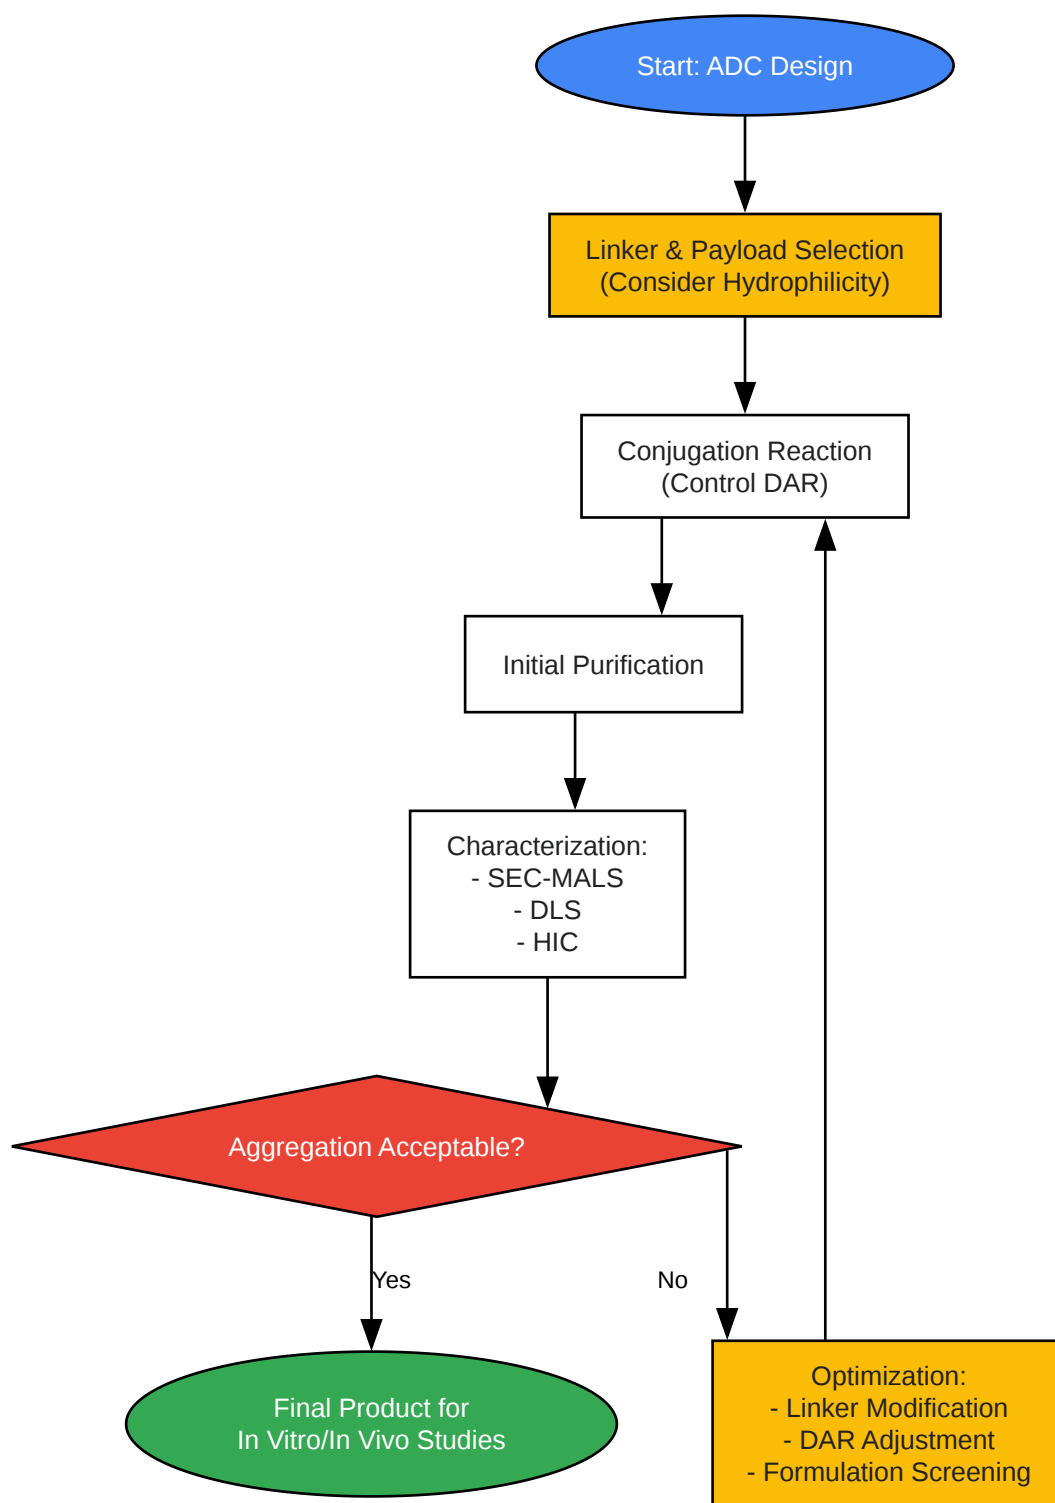 Start: ADC Design
Linker & Payload Selection
(Consider Hydrophilicity)
Conjugation Reaction
(Control DAR)
Initial Purification
Characterization:
- SEC-MALS
- DLS
- HIC
Aggregation Acceptable?
Yes
No
Final Product for
In Vitro/In Vivo Studies
Optimization:
- Linker Modification
- DAR Adjustment
- Formulation Screening